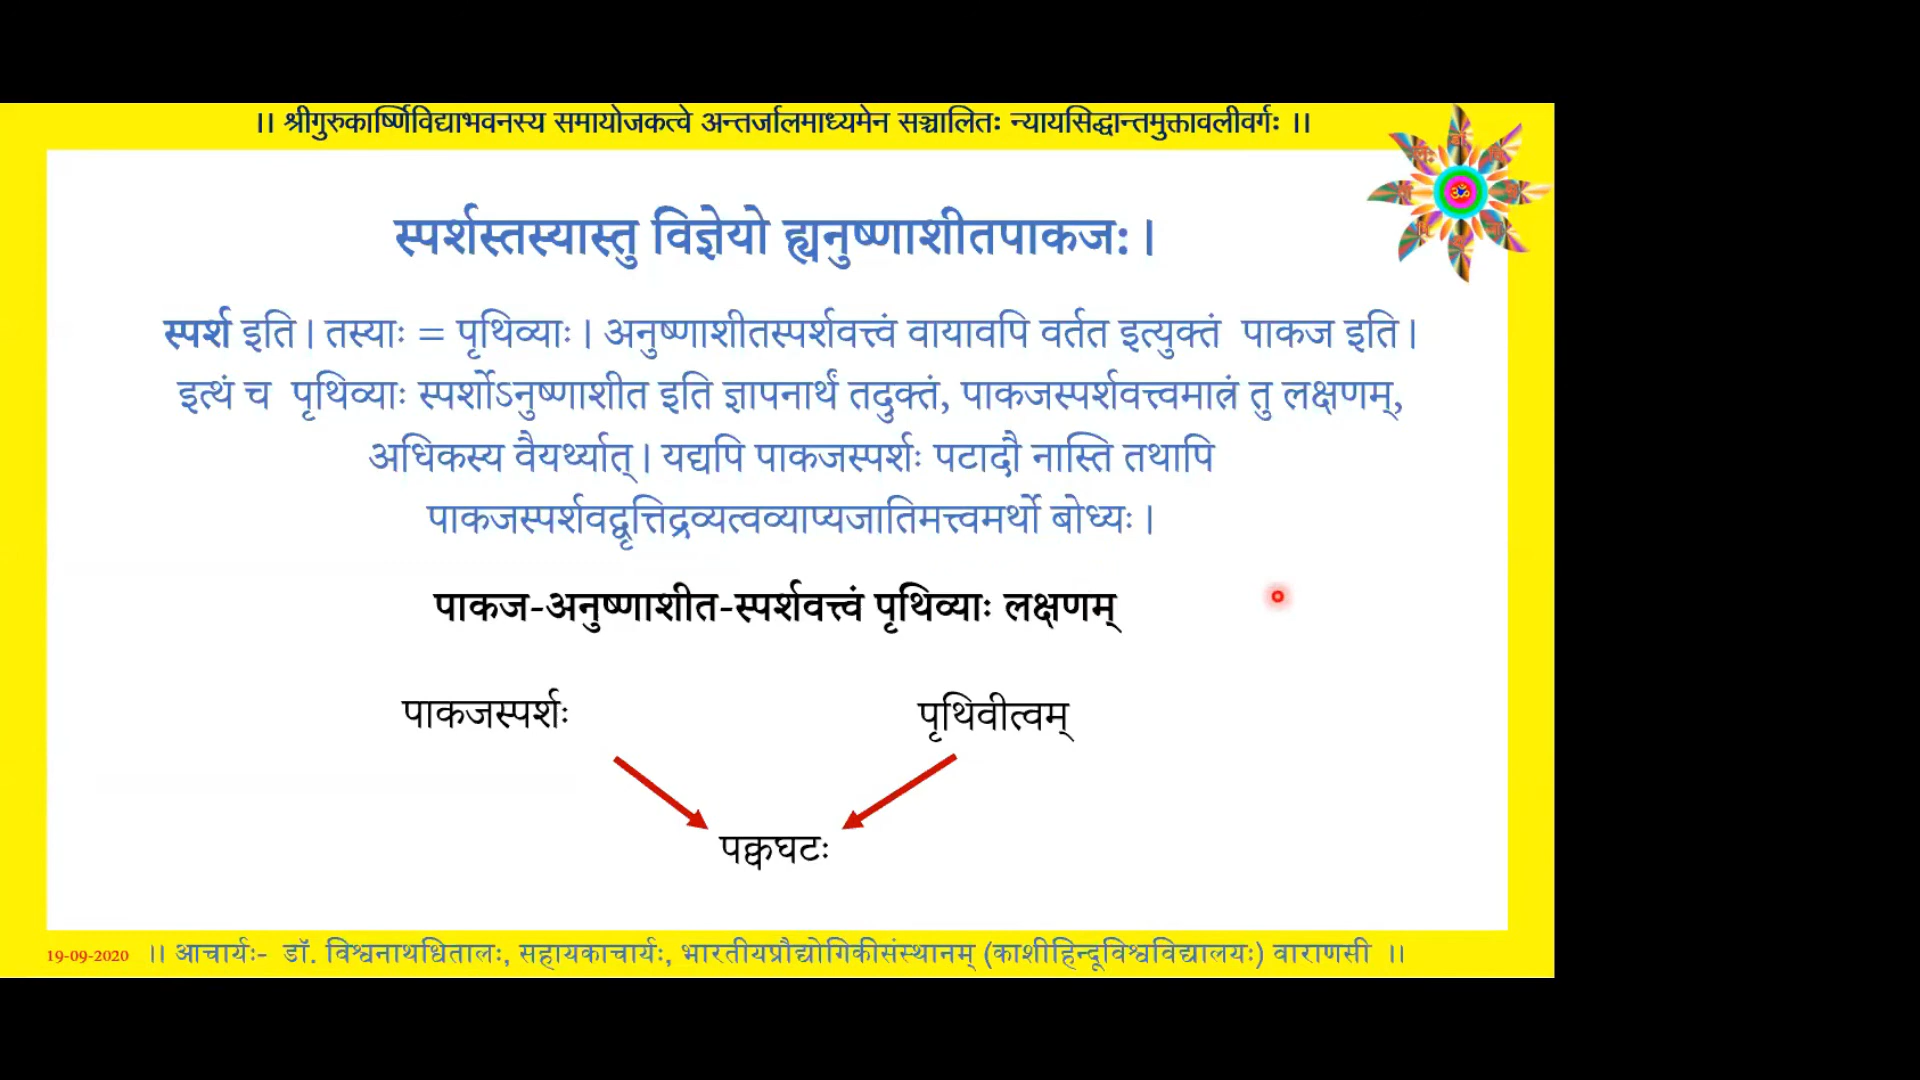 ।। श्रीगुरुकार्ष्णिविद्याभवनस्य समायोजकत्वे अन्तर्जालमाध्यमेन सञ्चालितः न्यायसिद्धान्तमुक्तावलीवर्गः ।।
स्पर्शस्तस्यास्तु विज्ञेयो ह्यनुष्णाशीतपाकज: ।
स्पर्श इति । तस्याः = पृथिव्याः । अनुष्णाशीतस्पर्शवत्त्वं वायावपि वर्तत इत्युक्तं पाकज इति ।
इत्थं च पृथिव्याः स्पर्शोऽनुष्णाशीत इति ज्ञापनार्थं तदुक्तं, पाकजस्पर्शवत्त्वमात्रं तु लक्षणम्,
अधिकस्य वैयर्थ्यात् । यद्यपि पाकजस्पर्शः पटादौ नास्ति तथापि
पाकजस्पर्शवद्वृत्तिद्रव्यत्वव्याप्यजातिमत्त्वमर्थो बोध्यः ।
पाकज-अनुष्णाशीत-स्पर्शवत्त्वं पृथिव्याः लक्षणम्
पाकजस्पर्शः पृथिवीत्वम्
पक्वघटः
19-09-2020 ।। आचार्यः- डॉ. विश्वनाथधितालः, सहायकाचार्यः, भारतीयप्रौद्योगिकीसंस्थानम् (काशीहिन्दूविश्वविद्यालयः) वाराणसी ।।